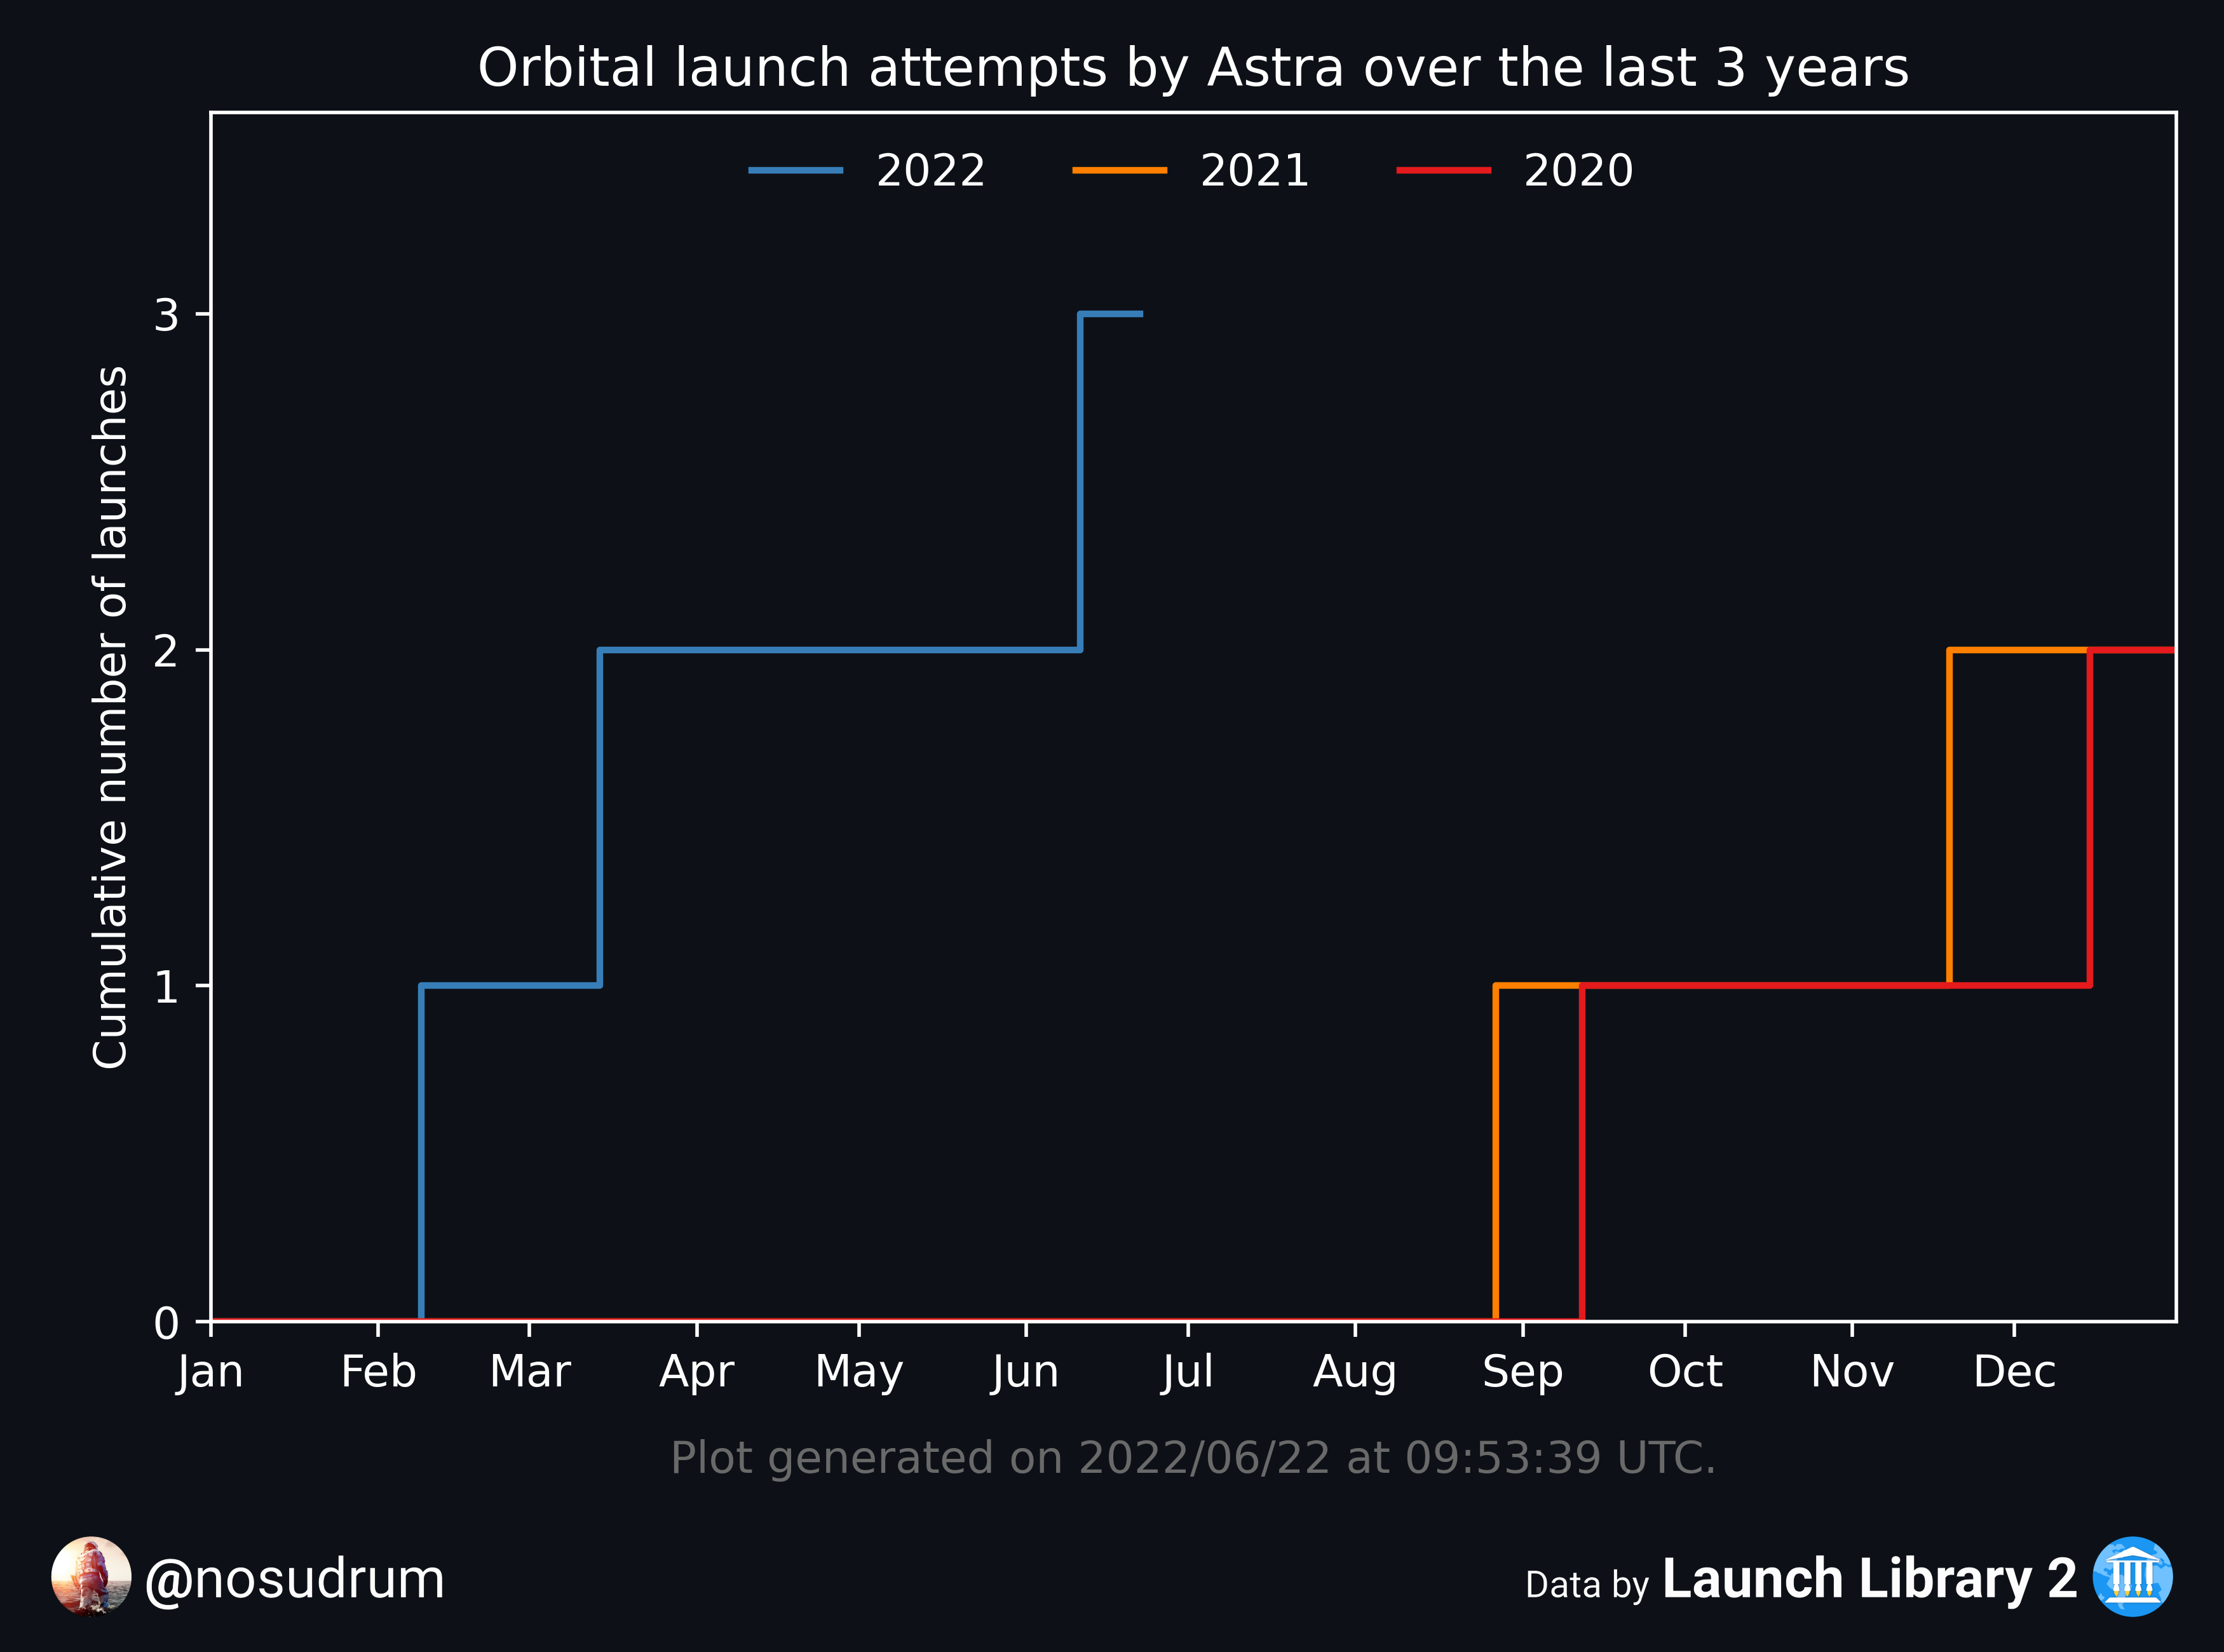 Orbital launch attempts by Astra over the last 3 years
2022 2021 2020
Cumulative number of launches
3
2
1
0
Jan Feb Mar Apr May Jun Jul Aug Sep Oct Nov Dec
Plot generated on 2022/06/22 at 09:53:39 UTC.
@nosudrum
Data by Launch Library 2